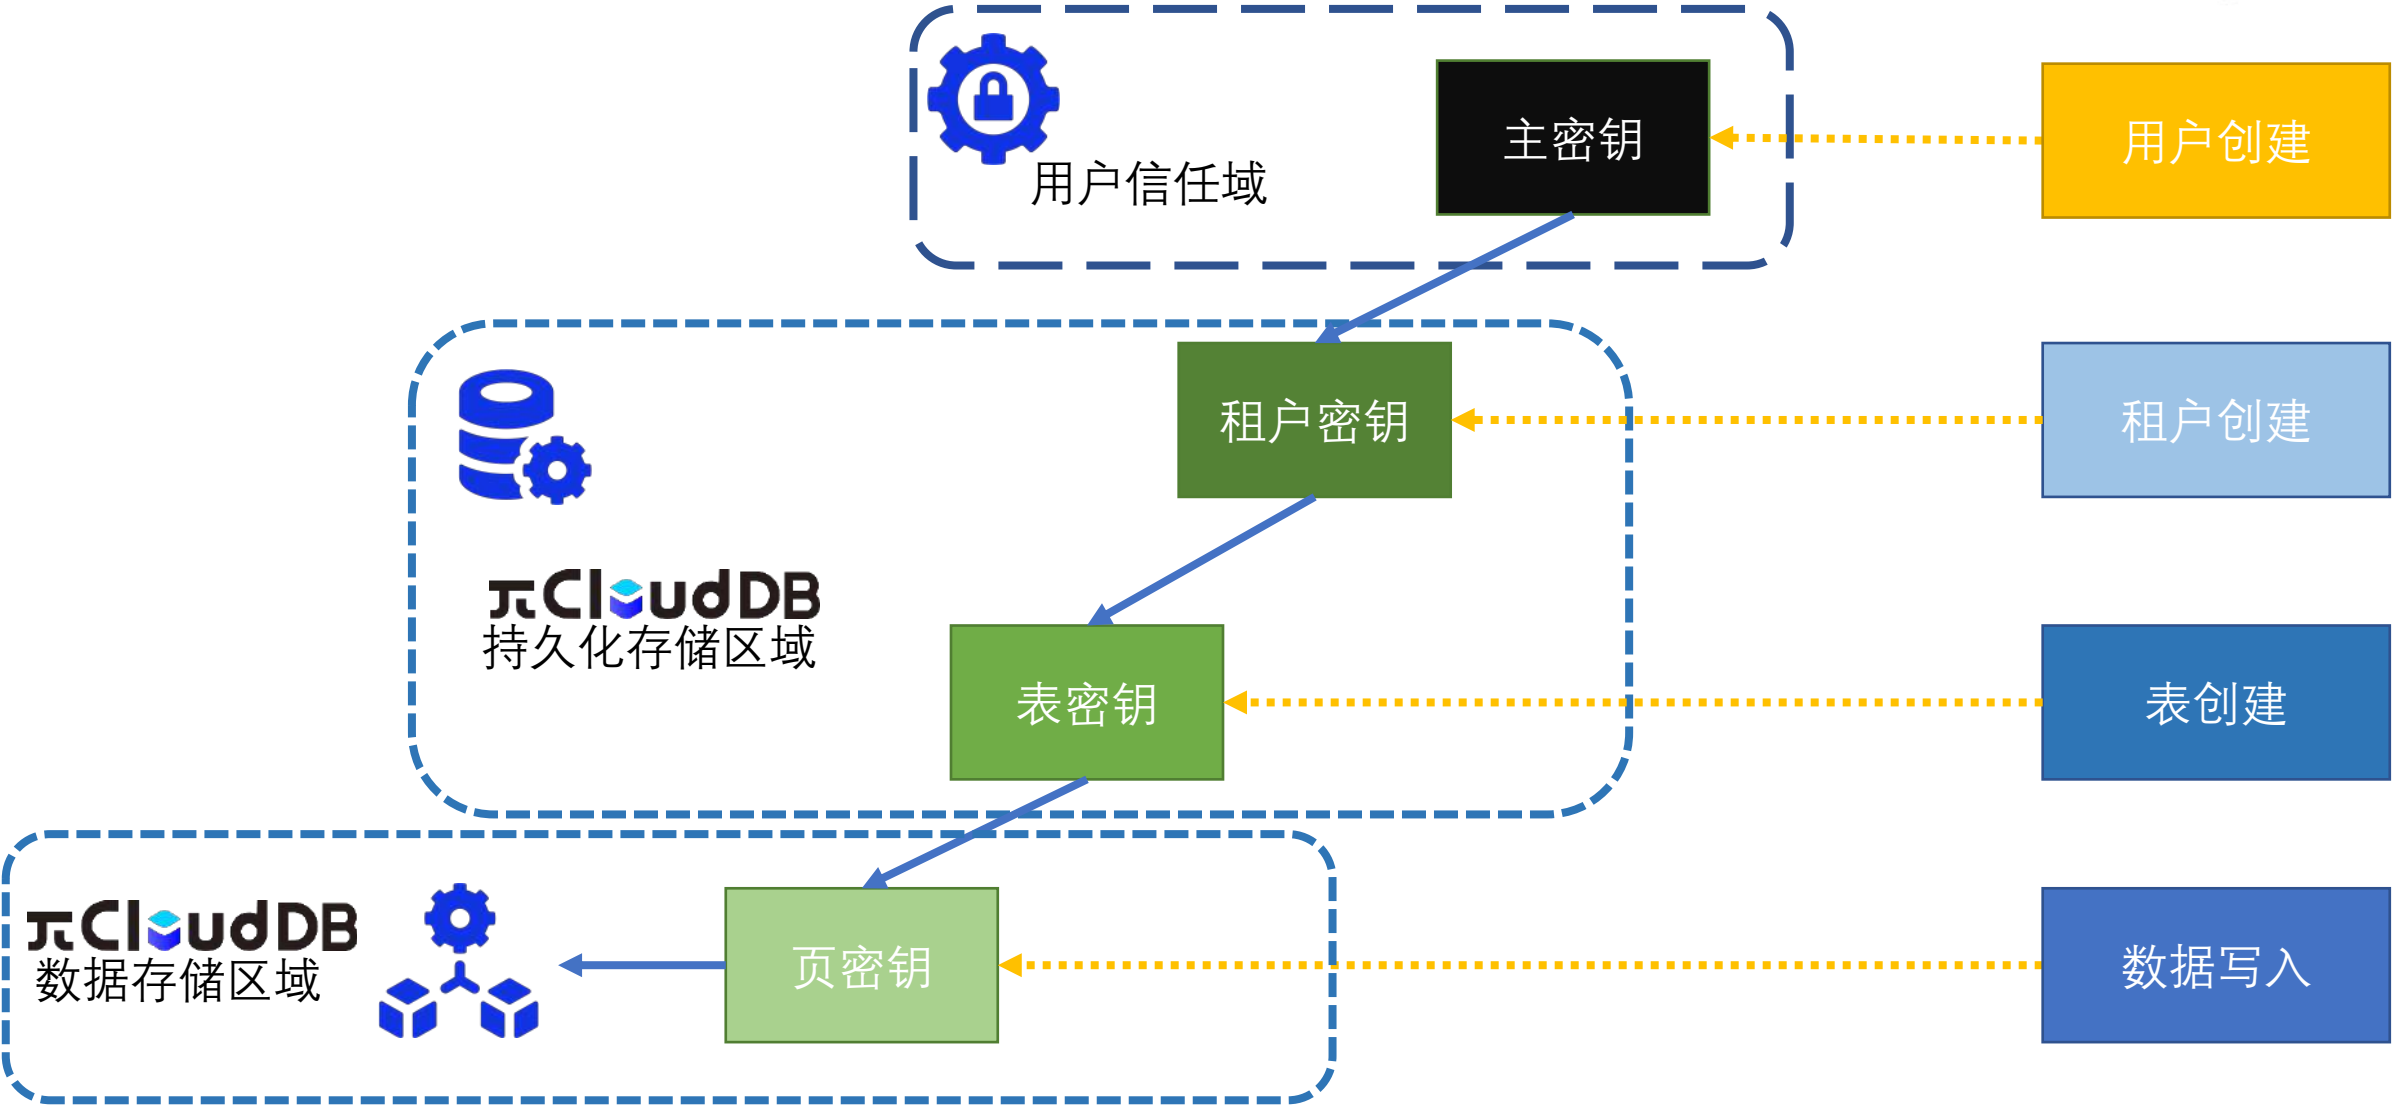 用户信任域
主密钥
用户创建
租户密钥
租户创建
πCloudDB
持久化存储区域
表密钥
表创建
πCloudDB
数据存储区域
页密钥
数据写入